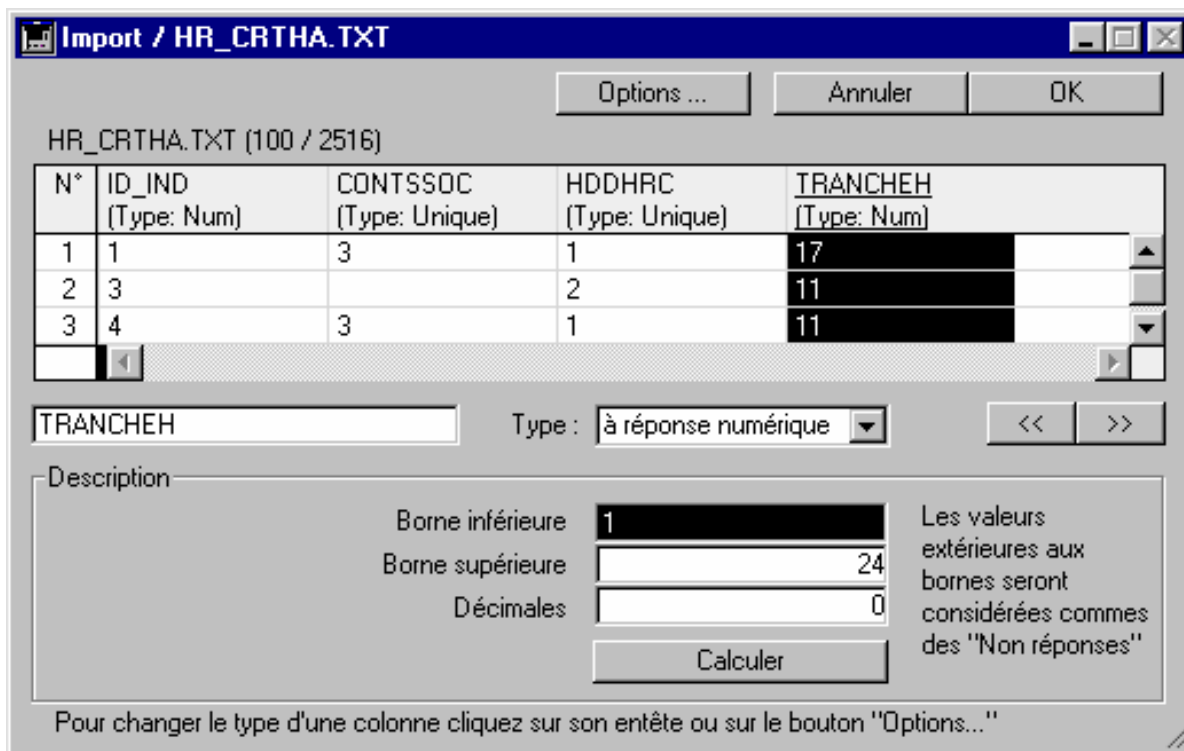 Import / HR_CRTHA.TXT
Options ... Annuler OK
HR_CRTHA.TXT (100 / 2516)
N° ID_IND CONTSSOC HDDHRC TRANCHEH
(Type: Num) (Type: Unique) (Type: Unique) (Type: Num)
1 1 3 1 17
2 3 2 11
3 4 3 1 11
TRANCHEH Type : à réponse numérique << >>
Description
Borne inférieure 1
Borne supérieure 24
Décimales 0
Calculer
Les valeurs
extérieures aux
bornes seront
considérées commes
des "Non réponses"
Pour changer le type d'une colonne cliquez sur son entête ou sur le bouton "Options..."